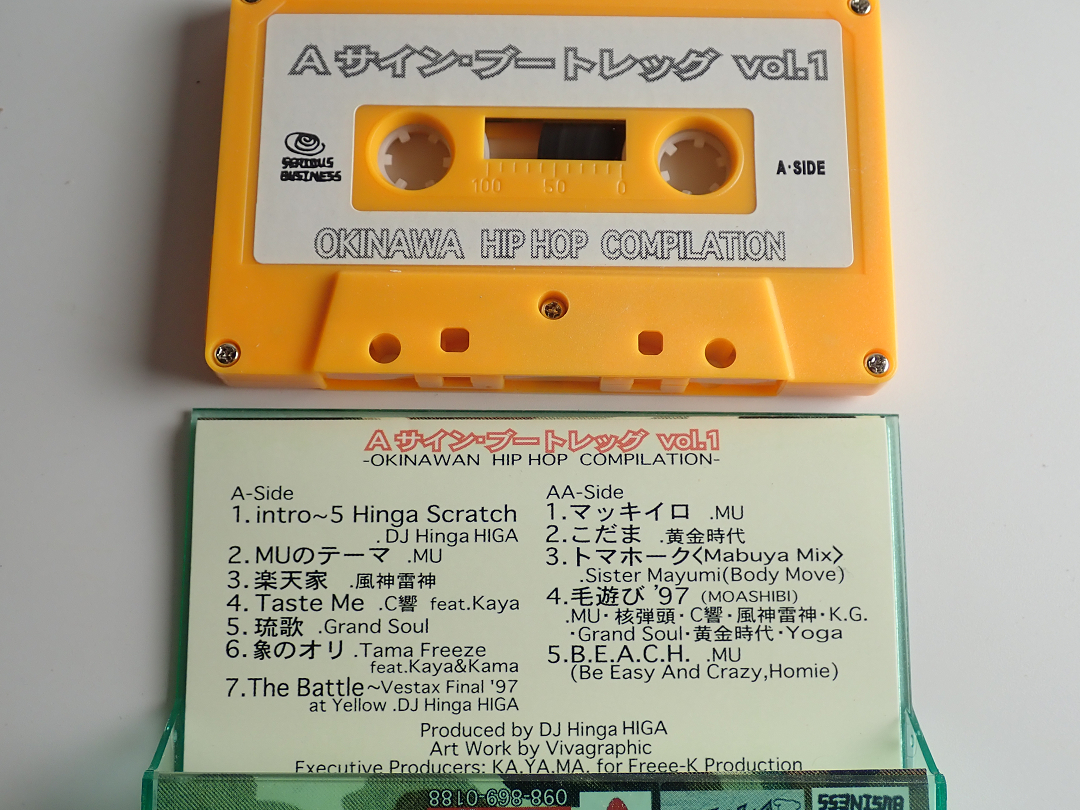 Aサイン・ブートレッグ vol.1
SERIOUS
BUSINESS
A・SIDE
100 50 0
OKINAWA HIP HOP COMPILATION
Aサイン・ブートレッグ vol.1
-OKINAWAN HIP HOP COMPILATION-
A-Side
1.intro~5 Hinga Scratch
.DJ Hinga HIGA
2.MUのテーマ .MU
3.楽天家 .風神雷神
4.Taste Me .C響 feat.Kaya
5.琉歌 .Grand Soul
6.象のオリ .Tama Freeze
feat.Kaya&Kama
7.The Battle~Vestax Final '97
at Yellow .DJ Hinga HIGA
AA-Side
1.マッキイロ .MU
2.こだま .黄金時代
3.トマホーク<Mabuya Mix>
.Sister Mayumi(Body Move)
4.毛遊び '97 (MOASHIBI)
.MU・核弾頭・C響・風神雷神・K.G.
・Grand Soul・黄金時代・Yoga
5.B.E.A.C.H. .MU
(Be Easy And Crazy,Homie)
Produced by DJ Hinga HIGA
Art Work by Vivagraphic
Executive Producers: KA.YA.MA. for Freee-K Production
098-869-0188
BUSINESS